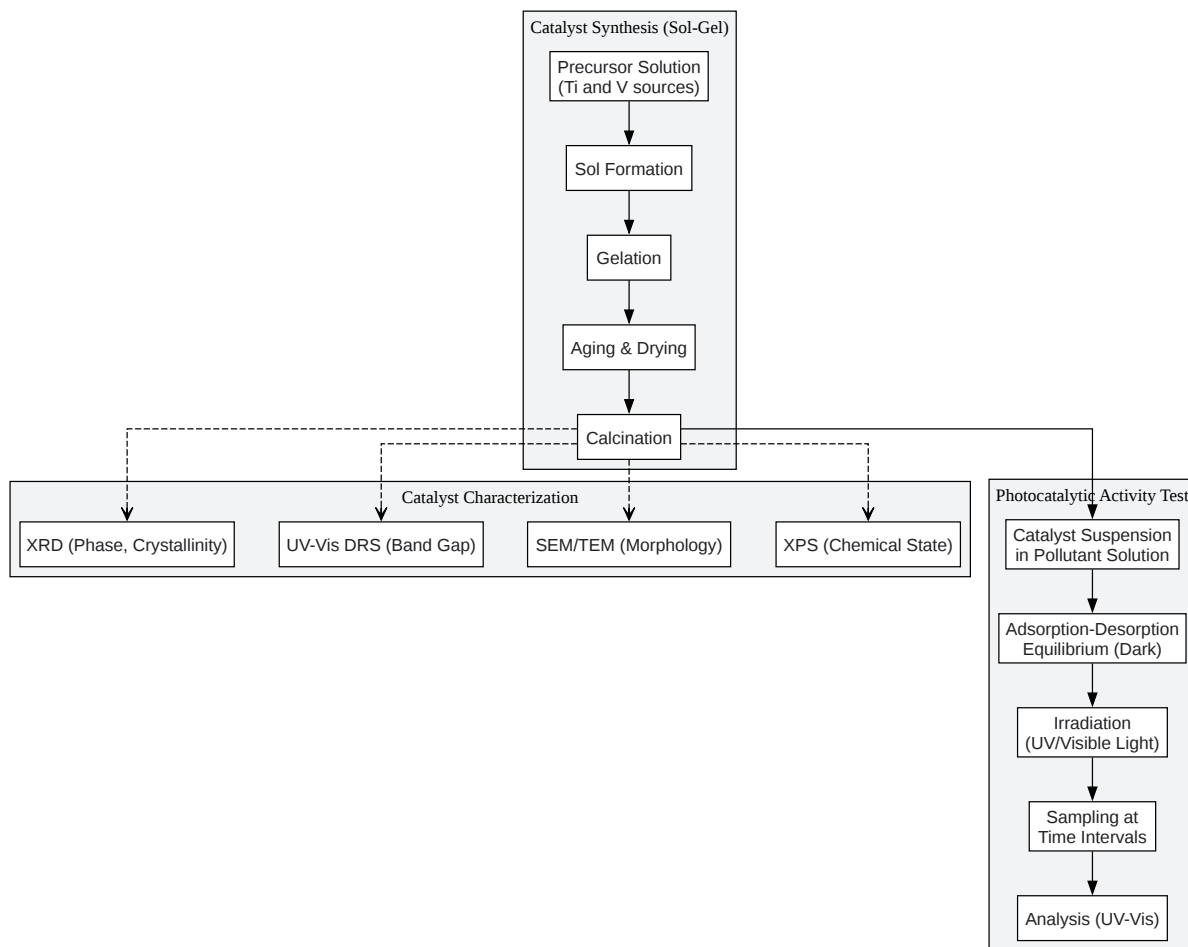 Catalyst Synthesis (Sol-Gel)
Precursor Solution
(Ti and V sources)
Sol Formation
Gelation
Aging & Drying
Calcination
Catalyst Characterization
XRD (Phase, Crystallinity)
UV-Vis DRS (Band Gap)
SEM/TEM (Morphology)
XPS (Chemical State)
Photocatalytic Activity Test
Catalyst Suspension
in Pollutant Solution
Adsorption-Desorption
Equilibrium (Dark)
Irradiation
(UV/Visible Light)
Sampling at
Time Intervals
Analysis (UV-Vis)